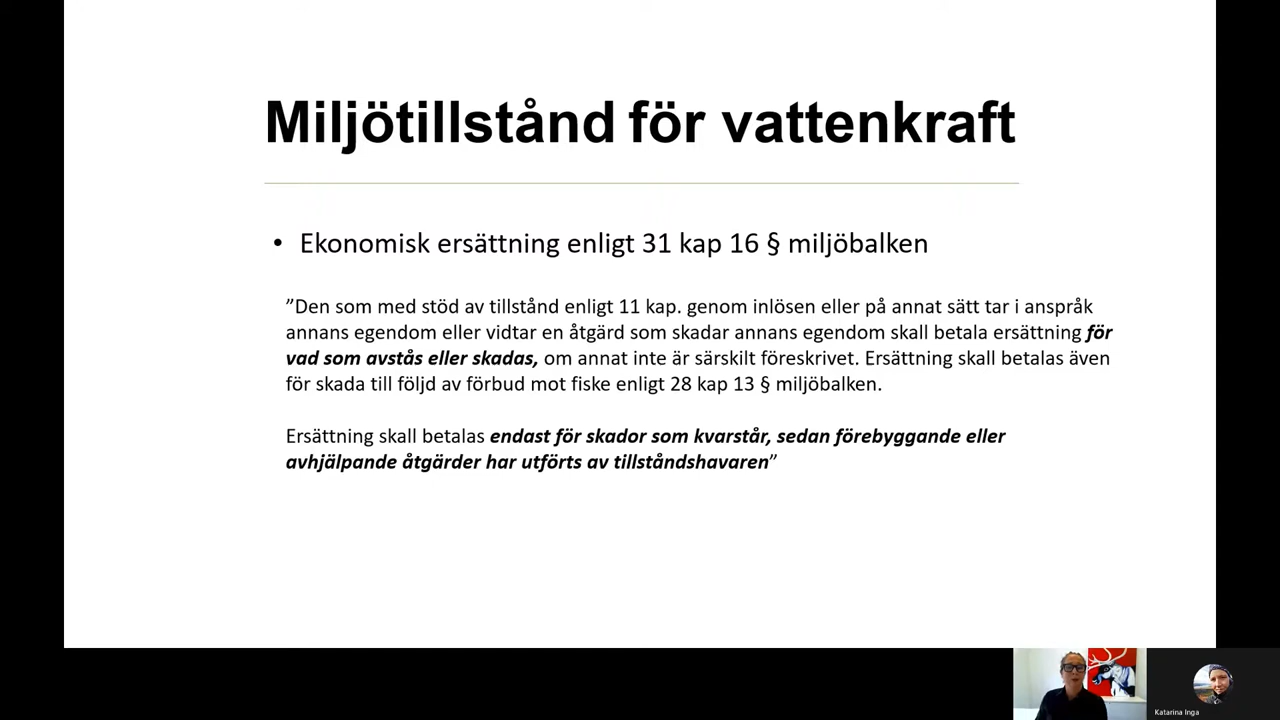 Miljötillstånd för vattenkraft
• Ekonomisk ersättning enligt 31 kap 16 § miljöbalken
”Den som med stöd av tillstånd enligt 11 kap. genom inlösen eller på annat sätt tar i anspråk
annans egendom eller vidtar en åtgärd som skadar annans egendom skall betala ersättning för
vad som avstås eller skadas, om annat inte är särskilt föreskrivet. Ersättning skall betalas även
för skada till följd av förbud mot fiske enligt 28 kap 13 § miljöbalken.
Ersättning skall betalas endast för skador som kvarstår, sedan förebyggande eller
avhjälpande åtgärder har utförts av tillståndshavaren”
Katarina Inga